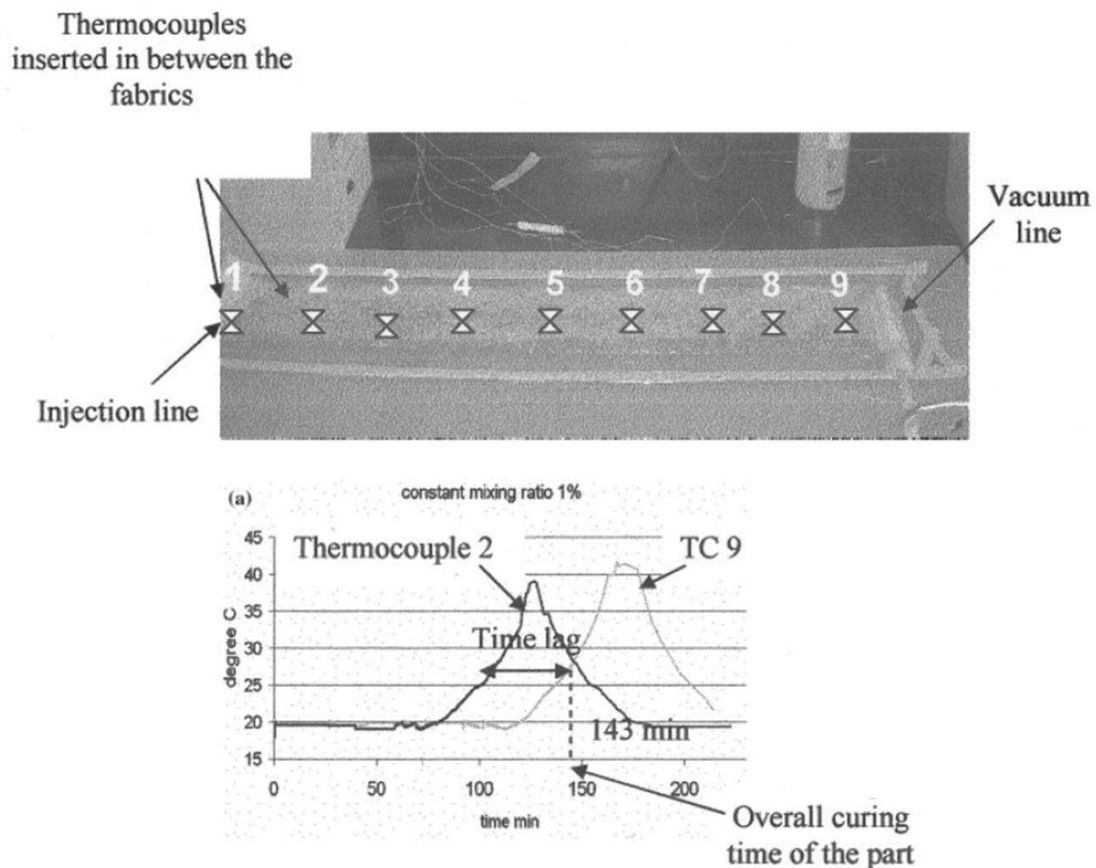 Thermocouples
inserted in between the
fabrics
Vacuum
line
1 2 3 4 5 6 7 8 9
Injection line
(a)
constant mixing ratio 1%
45
40
35
30
25
20
15
degree C
Thermocouple 2
TC 9
Time lag
143 min
0 50 100 150 200
time min
Overall curing
time of the part